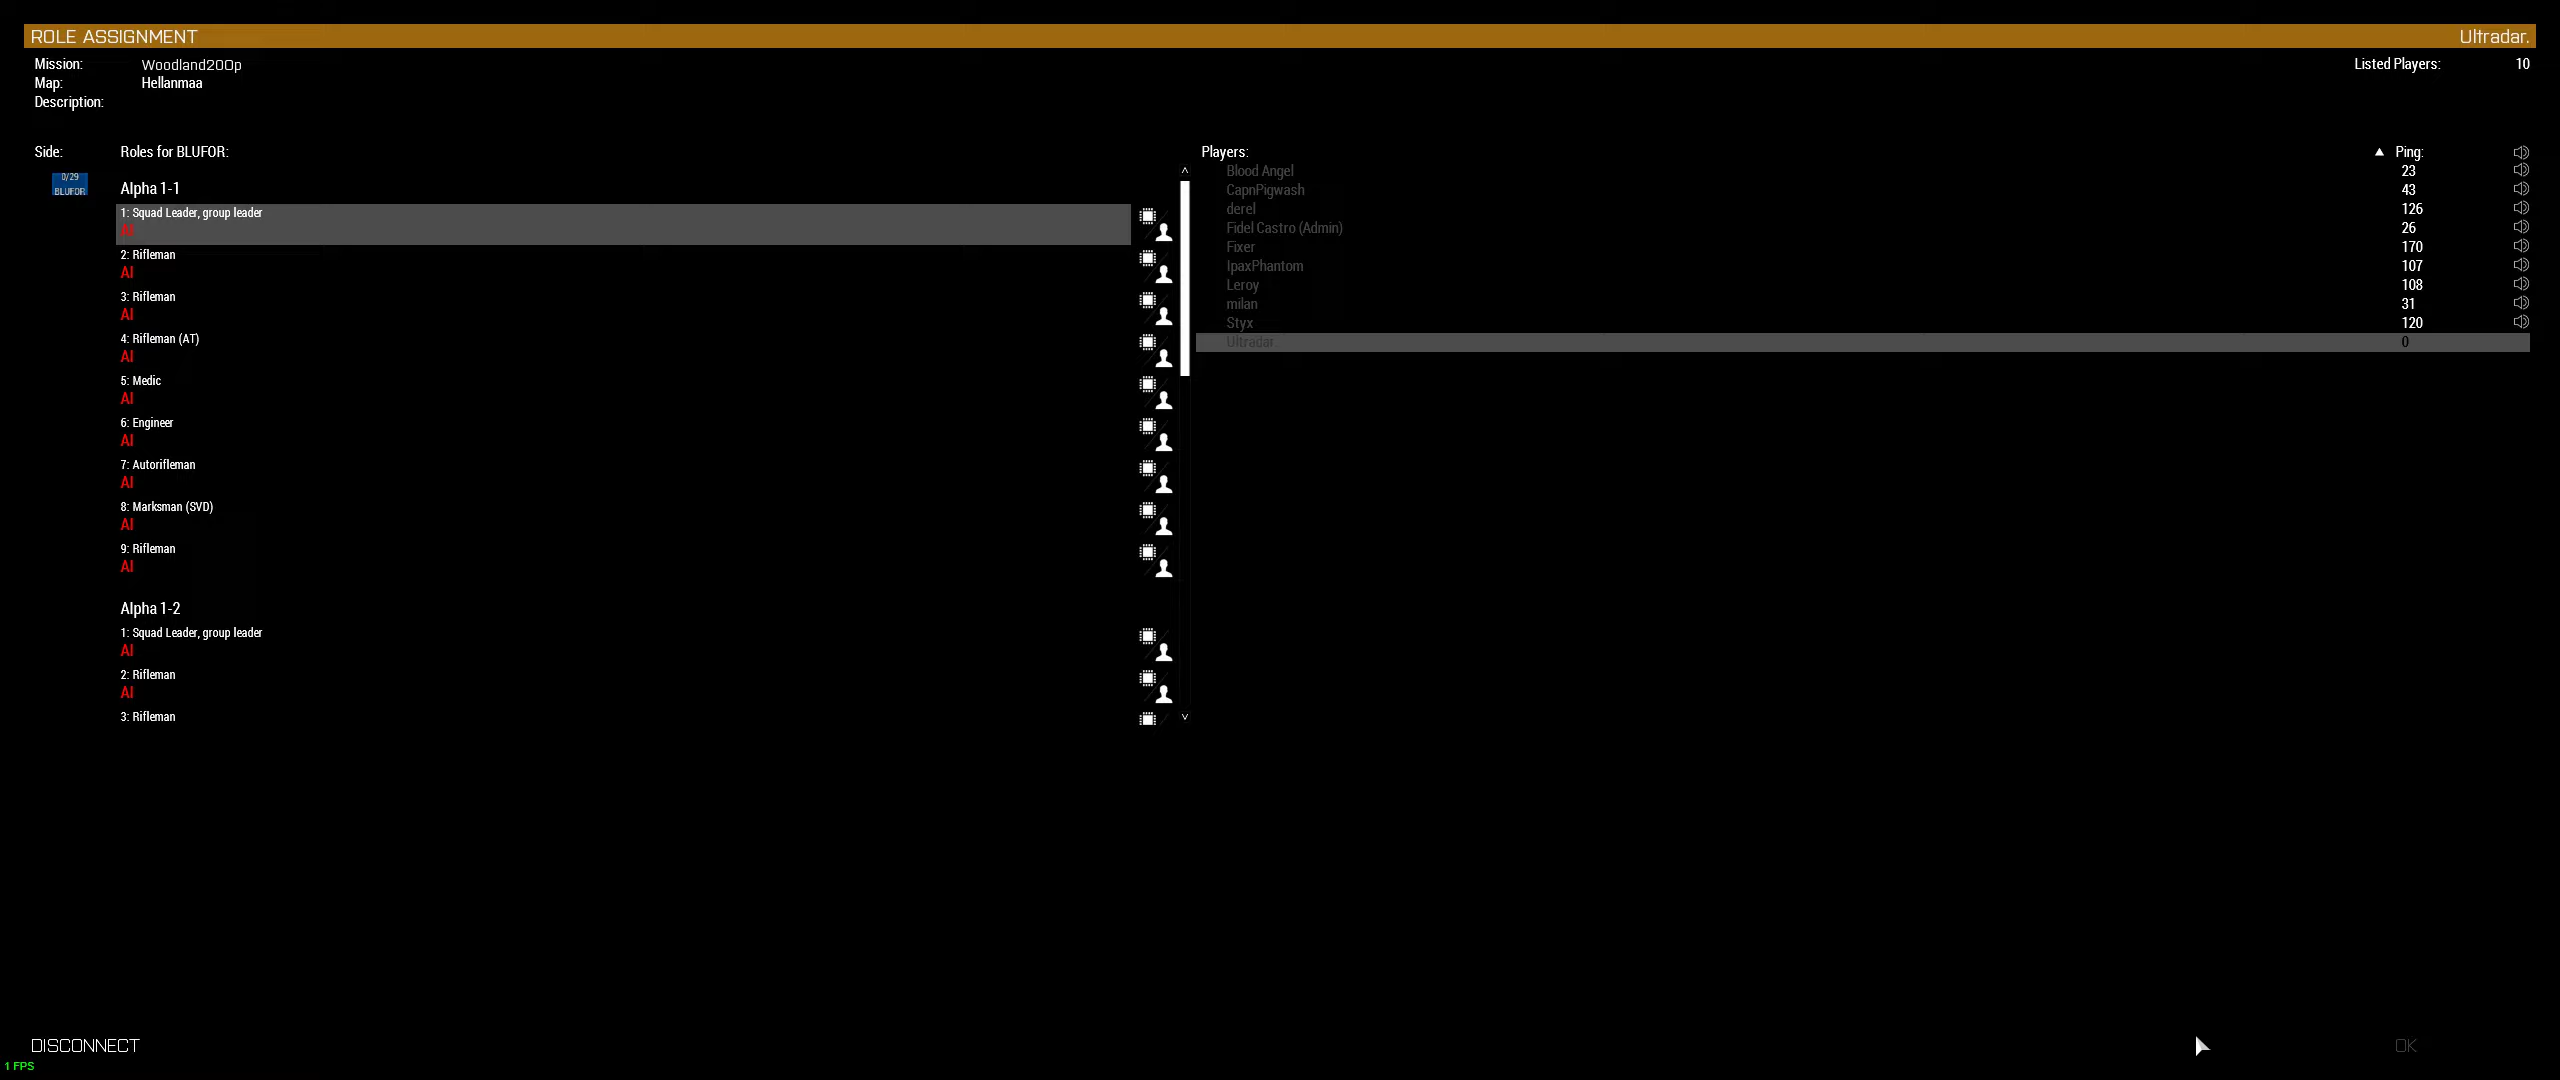 ROLE ASSIGNMENT Ultradar.
Mission: Woodland200p Listed Players: 10
Map: Hellanmaa
Description:
Side: Roles for BLUFOR: Players: Ping:
0/29
BLUFOR
Alpha 1-1
1: Squad Leader, group leader
AI
2: Rifleman
AI
3: Rifleman
AI
4: Rifleman (AT)
AI
5: Medic
AI
6: Engineer
AI
7: Autorifleman
AI
8: Marksman (SVD)
AI
9: Rifleman
AI
Alpha 1-2
1: Squad Leader, group leader
AI
2: Rifleman
AI
3: Rifleman
Blood Angel 23
CapnPigwash 43
derel 126
Fidel Castro (Admin) 26
Fixer 170
IpaxPhantom 107
Leroy 108
milan 31
Styx 120
Ultradar. 0
DISCONNECT OK
1 FPS